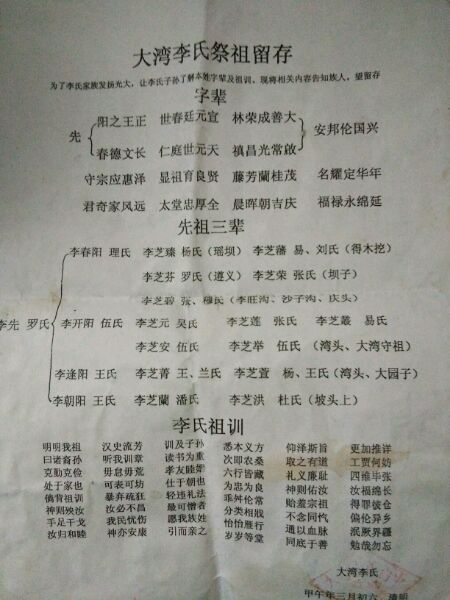 大湾李氏祭祖留存
为了李氏家族发扬光大，让李氏子孙了解本姓字辈及祖训、现将相关内容告知族人，望留存
字辈
阳之王正 世春廷元宣 林荣成善大
先 安邦伦国兴
春德文长仁庭世元天 禛昌光常啟
守宗应惠泽 显祖育良贤 藤芳蘭桂茂 名耀定华年
君奇家风远 太堂忠厚全 晨晖朝吉庆 福禄永绵延
先祖三辈
李春阳 理氏 李芝臻 杨氏（瑶坝） 李芝藩 易、刘氏（得木挖）
李芝芬 罗氏（遵义） 李芝荣 张氏（坝子）
李芝 张、穆氏（李旺沟、沙子沟、庆头）
李先 罗氏 李开阳 伍氏 李芝元 吴氏 李芝莲 张氏 李芝叢 易氏
李芝安 伍氏 李芝举 伍氏（湾头、大湾守祖）
李逢阳 王氏 李芝菁 王、兰氏 李芝萱 杨、王氏（湾头、大园子）
李朝阳 王氏 李芝蘭 潘氏 李芝洪 杜氏（坡头上）
李氏祖训
明明我祖 汉史流芳 训及子孙 悉本义方 仰泽斯旨 更加推详
曰诸裔孙 听我训章 读书为重 次即农桑 取之有道 工贾何妨
克勤克俭 毋怠毋荒 孝友睦婣 六行皆藏 礼义廉耻 四维毕张
处于家也 可表可坊 仕于朝也 为忠为良 神则佑汝 汝福绵长
倘背祖训 暴弃疏狂 轻违礼法 乖舛伦常 贻羞宗祖 得罪彼仓
神则殃汝 汝必不昌 最可憎者 分类相戕 不念同忾 偏伦异乡
手足干戈 我民忧伤 愿我族姓 怡怡雁行 通以血脉 泯厥界疆
汝归和睦 神亦安康 引而亲之 岁岁等堂 同底于善 勉哉勿忘
大湾李氏
甲午年三月初六 清明